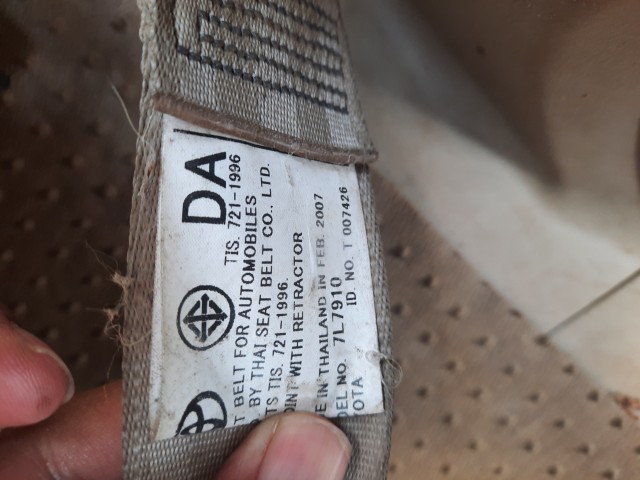 DA
TIS. 721-1996
T BELT FOR AUTOMOBILES
BY THAI SEAT BELT CO., LTD.
TS TIS. 721-1996.
OINT WITH RETRACTOR
E IN THAILAND IN FEB. 2007
DEL NO. 7L7910
ID NO. T 007426
OTA